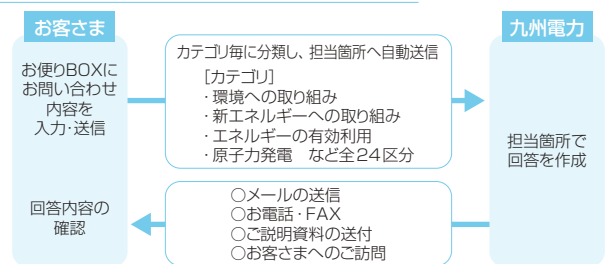 お客さま
お便りBOXに
お問い合わせ
内容を
入力・送信
カテゴリ毎に分類し、担当箇所へ自動送信
［カテゴリ］
・環境への取り組み
・新エネルギーへの取り組み
・エネルギーの有効利用
・原子力発電　など全24区分
九州電力
担当箇所で
回答を作成
○メールの送信
○お電話・FAX
○ご説明資料の送付
○お客さまへのご訪問
回答内容の
確認